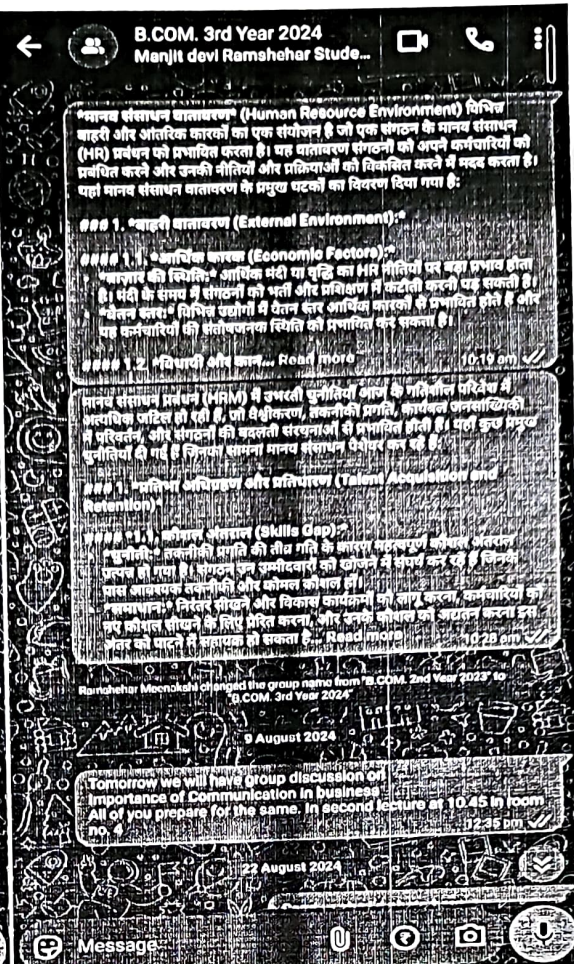 B.COM. 3rd Year 2024
Manjit devi Ramshehar Stude...
*मानव संसाधन वातावरण* (Human Resource Environment) विभिन्न
बाहरी और आंतरिक कारकों का एक संयोजन है जो एक संगठन के मानव संसाधन
(HR) प्रबंधन को प्रभावित करता है। यह वातावरण संगठनों को अपने कर्मचारियों को
प्रबंधित करने और उनकी नीतियों और प्रक्रियाओं को विकसित करने में मदद करता है।
यहां मानव संसाधन वातावरण के प्रमुख घटकों का विवरण दिया गया है:
### 1. *बाहरी वातावरण (External Environment):*
#### 1.1. *आर्थिक कारक (Economic Factors):*
*बाज़ार की स्थिति:* आर्थिक मंदी या वृद्धि का HR नीतियों पर बड़ा प्रभाव होता
है। मंदी के समय में संगठनों को भर्ती और प्रशिक्षण में कटौती करनी पड़ सकती है।
*वेतन स्तर:* विभिन्न उद्योगों में वेतन स्तर आर्थिक कारकों से प्रभावित होते हैं और
यह कर्मचारियों की संतोषजनक स्थिति को प्रभावित कर सकता है।
#### 1.2. *विधायी और कान... Read more
10:19 am
मानव संसाधन प्रबंधन (HRM) में उभरती चुनौतियाँ आज के गतिशील परिवेश में
अत्यधिक जटिल हो रही हैं, जो वैश्वीकरण, तकनीकी प्रगति, कार्यबल जनसांख्यिकी
में परिवर्तन, और संगठनों की बदलती संरचनाओं से प्रभावित होती हैं। यहाँ कुछ प्रमुख
चुनौतियाँ दी गई हैं जिनका सामना मानव संसाधन पेशेवर कर रहे हैं:
### 1. *प्रतिभा अधिग्रहण और प्रतिधारण (Talent Acquisition and
Retention)*
#### 1.1. *कौशल अंतराल (Skills Gap):*
*चुनौती:* तकनीकी प्रगति की तीव्र गति के कारण महत्वपूर्ण कौशल अंतराल
हो गया है। संगठन उन उम्मीदवारों को खोजने में संघर्ष कर रहे हैं जिनके
पास आवश्यक तकनीकी और कोमल कौशल हों।
*समाधान:* निरंतर सीखने और विकास कार्यक्रमों को लागू करना, कर्मचारियों को
नए कौशल सीखने के लिए प्रेरित करना, और उनके कौशल को अद्यतन करना इस
को पाटने में सहायक हो सकता है... Read more
10:28 am
Ramshehar Meenakshi changed the group name from "B.COM. 2nd Year 2023" to
"B.COM. 3rd Year 2024"
9 August 2024
Tomorrow we will have group discussion on
Importance of Communication in business
All of you prepare for the same. In second lecture at 10.45 in room
no. 4
12:35 pm
22 August 2024
Message